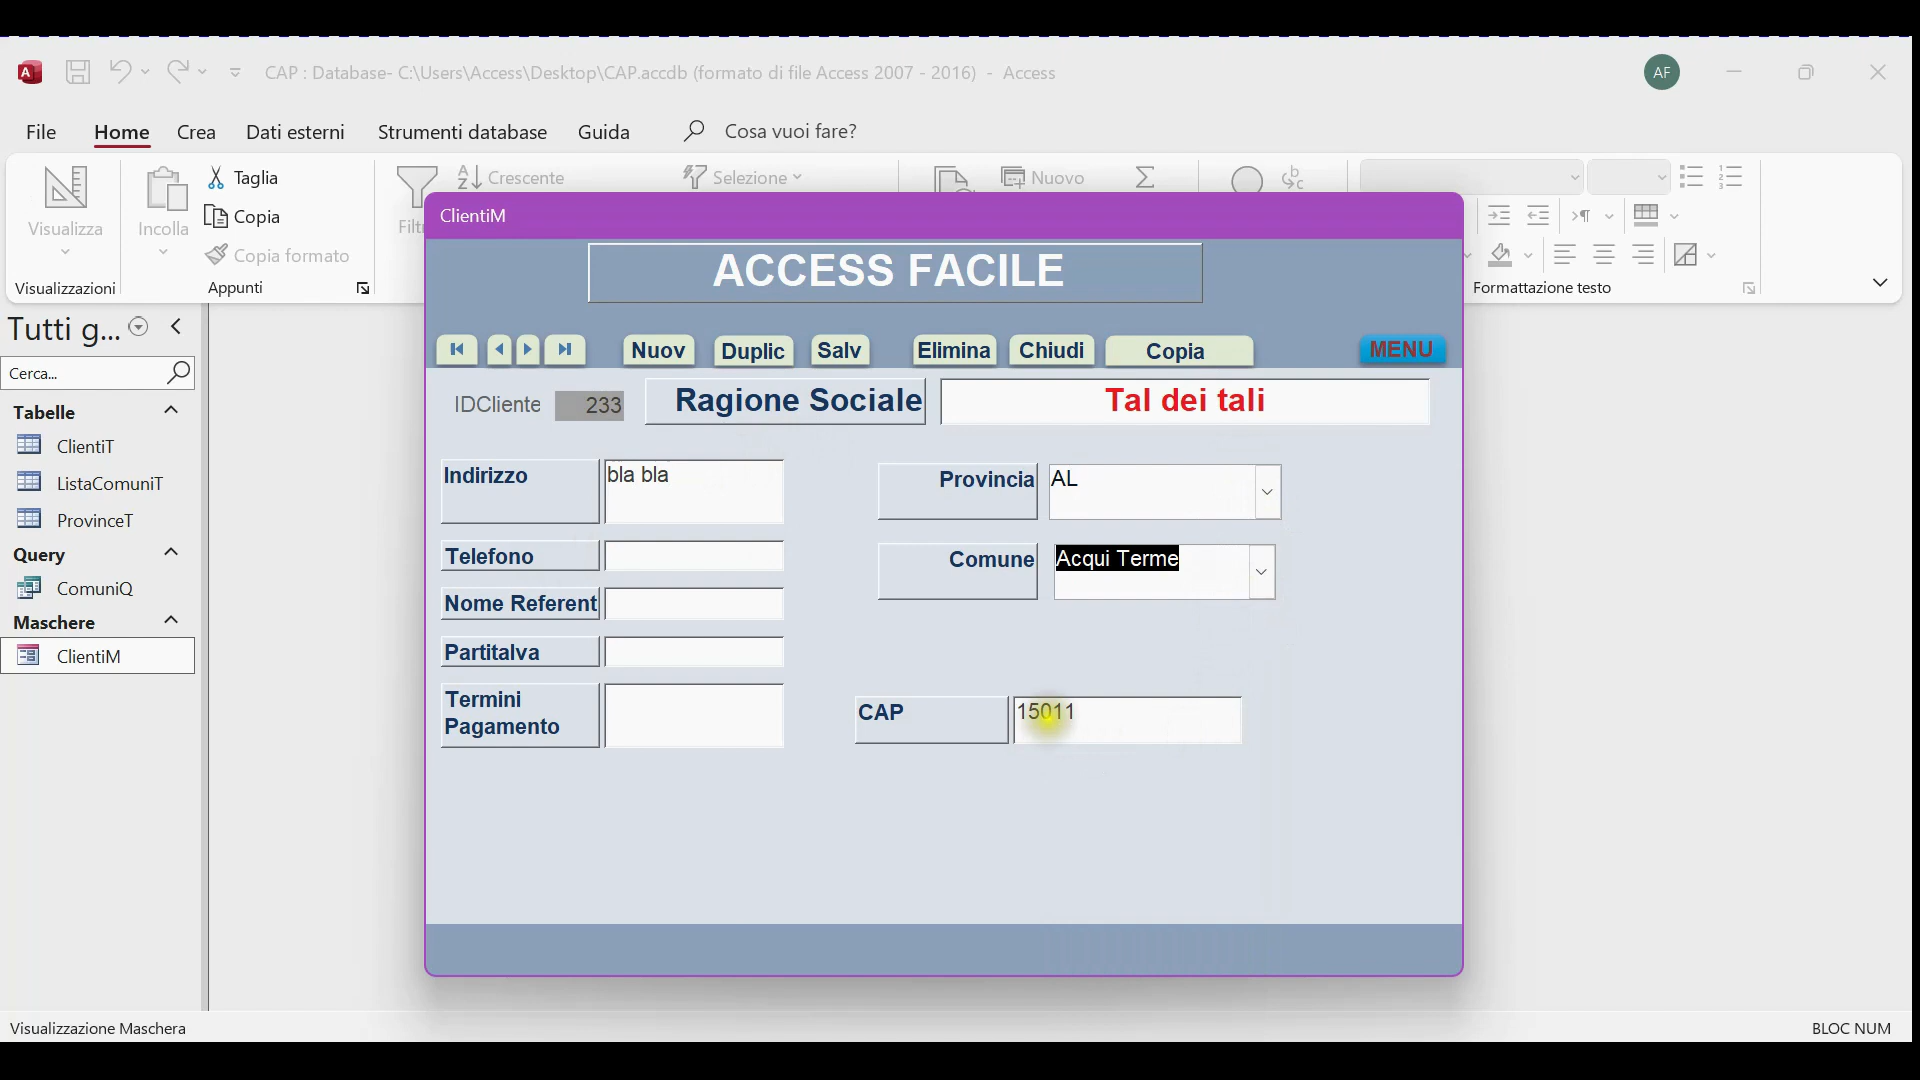 CAP : Database- C:\Users\Access\Desktop\CAP.accdb (formato di file Access 2007 - 2016) - Access
AF
File Home Crea Dati esterni Strumenti database Guida Cosa vuoi fare?
Visualizza
Incolla
Taglia
Copia
Copia formato
Crescente
Selezione
Nuovo
Visualizzazioni
Appunti
Formattazione testo
ClientiM
ACCESS FACILE
Nuov Duplic Salv Elimina Chiudi Copia MENU
IDCliente 233 Ragione Sociale Tal dei tali
Indirizzo bla bla
Provincia AL
Telefono
Comune Acqui Terme
Nome Referent
PartitaIva
Termini
Pagamento
CAP 15011
Tutti g...
Cerca...
Tabelle
ClientiT
ListaComuniT
ProvinceT
Query
ComuniQ
Maschere
ClientiM
Visualizzazione Maschera
BLOC NUM